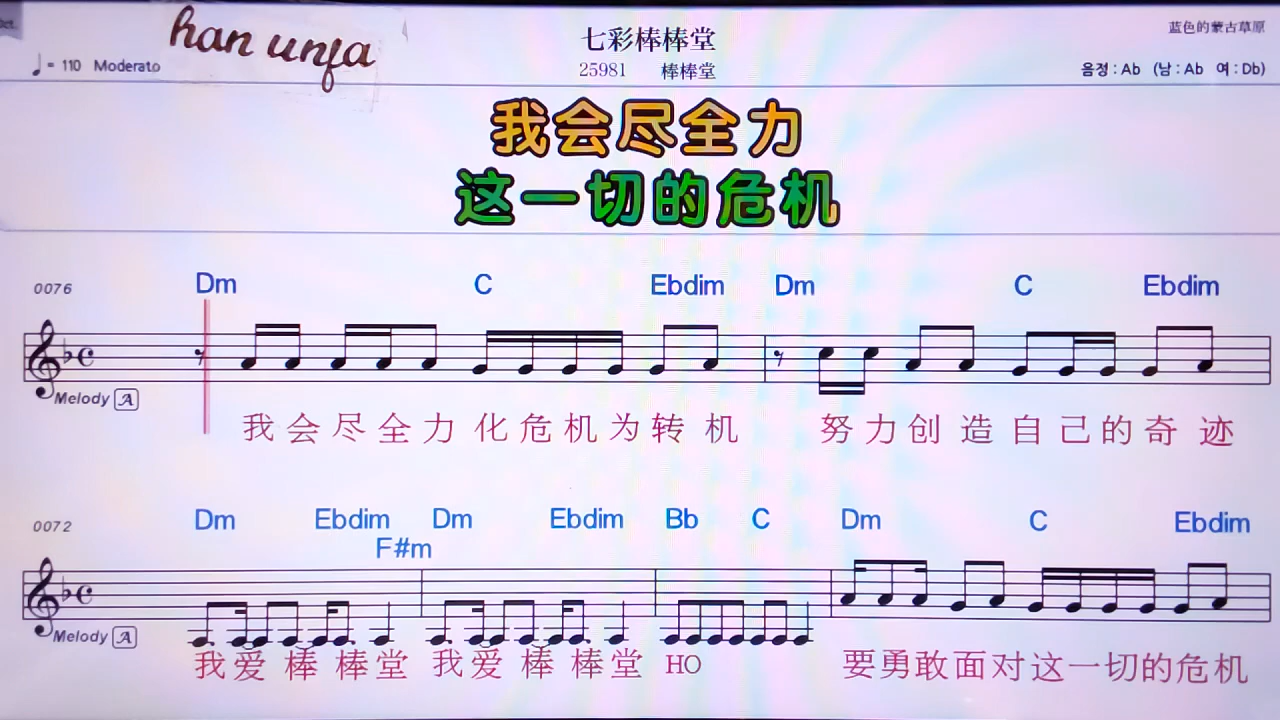 han unfa
七彩棒棒堂
蓝色的蒙古草原
♩= 110 Moderato
25981 棒棒堂
음정 : Ab (남 : Ab 여 : Db)
我会尽全力
这一切的危机
Dm C Ebdim Dm C Ebdim
0076
Melody A
我会尽全力化危机为转机 努力创造自己的奇迹
Dm Ebdim Dm Ebdim Bb C Dm C Ebdim
0072
F#m
Melody A
我爱棒棒堂 我爱棒棒堂 HO 要勇敢面对这一切的危机